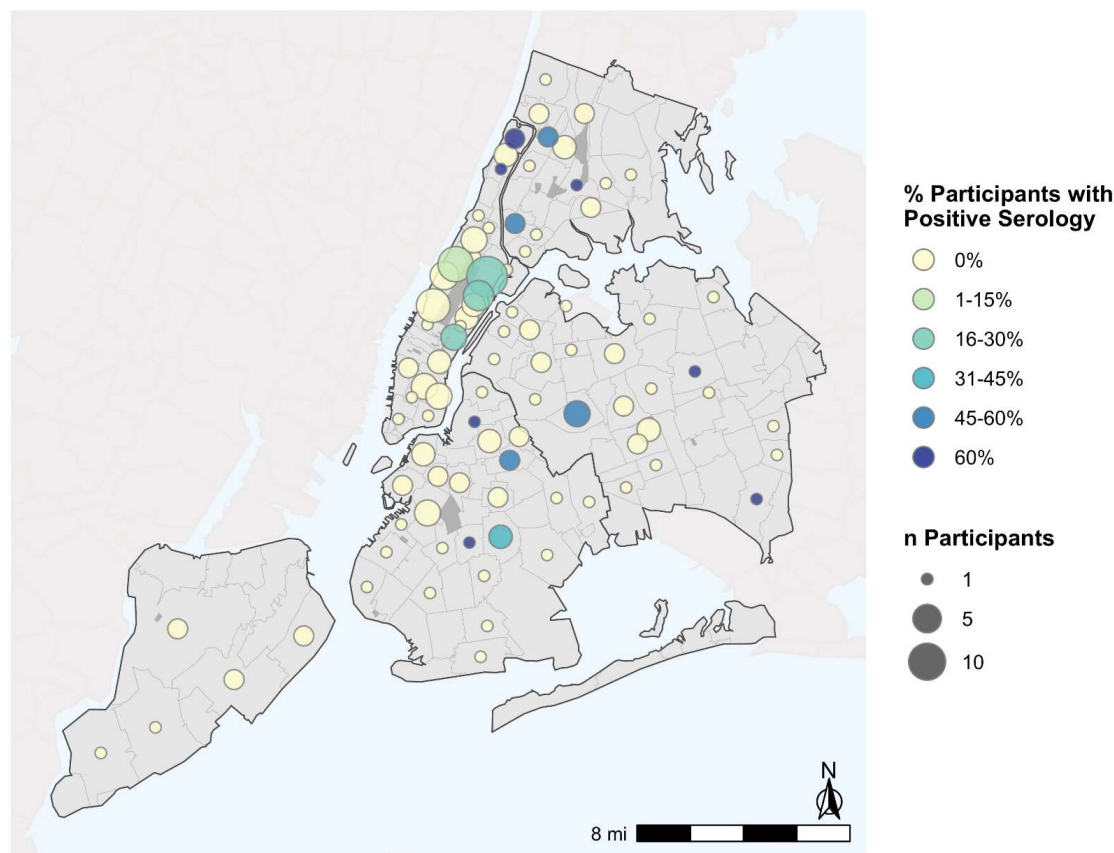 % Participants with
Positive Serology
0%
1-15%
16-30%
31-45%
45-60%
60%
n Participants
1
5
10
N
8 mi